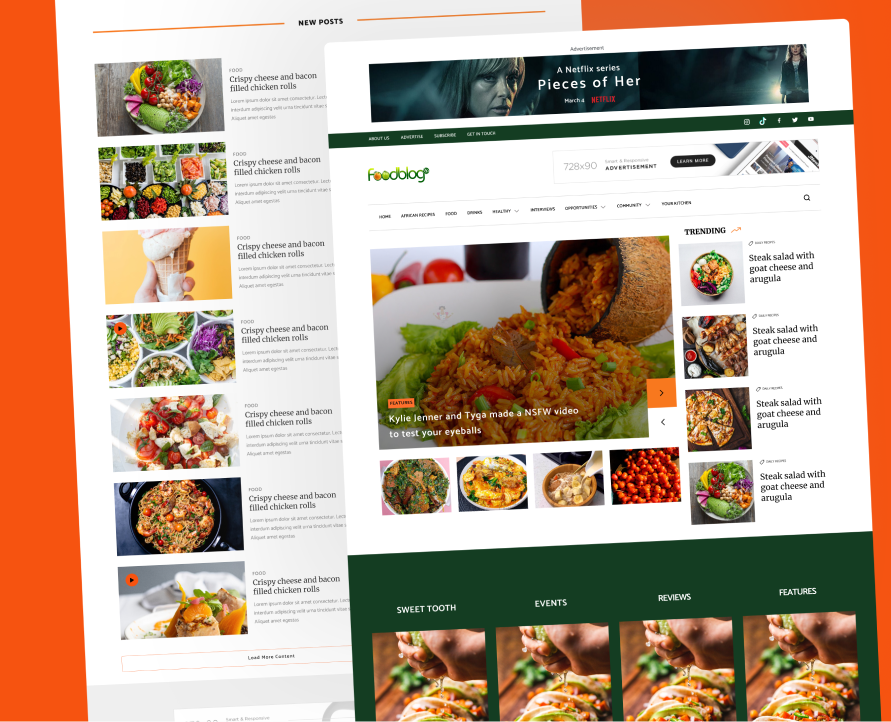 NEW POSTS
FOOD
Crispy cheese and bacon
filled chicken rolls
Lorem ipsum dolor sit amet consectetur.
interdum adipiscing velit urna tincidunt vitae
Aliquet amet egestas
FOOD
Crispy cheese and bacon
filled chicken rolls
Lorem ipsum dolor sit amet consectetur.
interdum adipiscing velit urna tincidunt vitae
Aliquet amet egestas
FOOD
Crispy cheese and bacon
filled chicken rolls
Lorem ipsum dolor sit amet consectetur.
interdum adipiscing velit urna tincidunt vitae
Aliquet amet egestas
FOOD
Crispy cheese and bacon
filled chicken rolls
Lorem ipsum dolor sit amet consectetur.
interdum adipiscing velit urna tincidunt vitae
Aliquet amet egestas
FOOD
Crispy cheese and bacon
filled chicken rolls
Lorem ipsum dolor sit amet consectetur.
interdum adipiscing velit urna tincidunt vitae
Aliquet amet egestas
FOOD
Crispy cheese and bacon
filled chicken rolls
Lorem ipsum dolor sit amet consectetur.
interdum adipiscing velit urna tincidunt vitae
Aliquet amet egestas
FOOD
Crispy cheese and bacon
filled chicken rolls
Lorem ipsum dolor sit amet consectetur.
interdum adipiscing velit urna tincidunt vitae
Aliquet amet egestas
Load More Content
Smart & Responsive
Advertisement
A Netflix series
Pieces of Her
March 4 NETFLIX
ABOUT US ADVERTISE SUBSCRIBE GET IN TOUCH
Foodblog
728x90 Smart & Responsive
ADVERTISEMENT LEARN MORE
HOME AFRICAN RECIPES FOOD DRINKS HEALTHY INTERVIEWS OPPORTUNITIES COMMUNITY YOUR KITCHEN
FEATURES
Kylie Jenner and Tyga made a NSFW video
to test your eyeballs
TRENDING
DAILY RECIPES
Steak salad with
goat cheese and
arugula
DAILY RECIPES
Steak salad with
goat cheese and
arugula
DAILY RECIPES
Steak salad with
goat cheese and
arugula
DAILY RECIPES
Steak salad with
goat cheese and
arugula
SWEET TOOTH EVENTS REVIEWS FEATURES